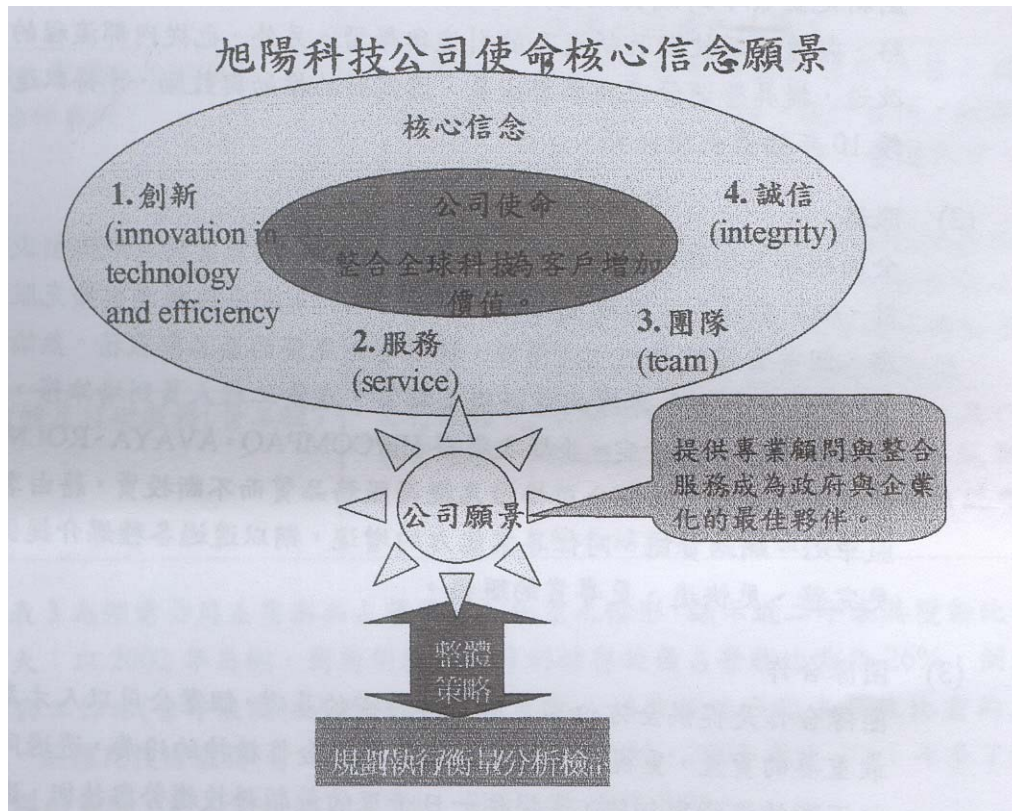 旭陽科技公司使命核心信念願景
核心信念
1.創新
(innovation in
technology
and efficiency
公司使命
整合全球科技為客戶增加
價值。
4.誠信
(integrity)
2.服務
(service)
3.團隊
(team)
公司願景
提供專業顧問與整合
服務成為政府與企業
化的最佳夥伴。
整體
策略
規劃執行衡量分析檢